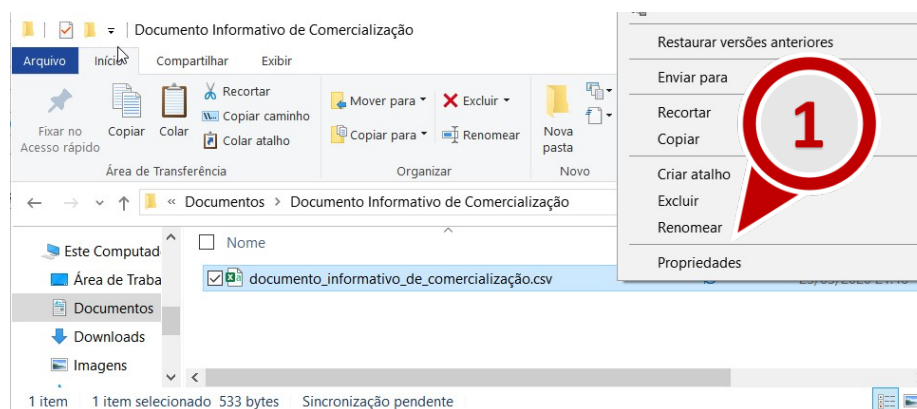 Documento Informativo de Comercialização
Arquivo Início Compartilhar Exibir
Fixar no
Acesso rápido
Copiar
Colar
Recortar
Copiar caminho
Colar atalho
Área de Transferência
Mover para
Copiar para
Excluir
Renomear
Organizar
Nova
pasta
Novo
Restaurar versões anteriores
Enviar para
Recortar
Copiar
Criar atalho
Excluir
Renomear
Propriedades
1
« Documentos > Documento Informativo de Comercialização
Nome
Este Computad
Área de Traba
Documentos
Downloads
Imagens
documento_informativo_de_comercialização.csv
1 item 1 item selecionado 533 bytes Sincronização pendente